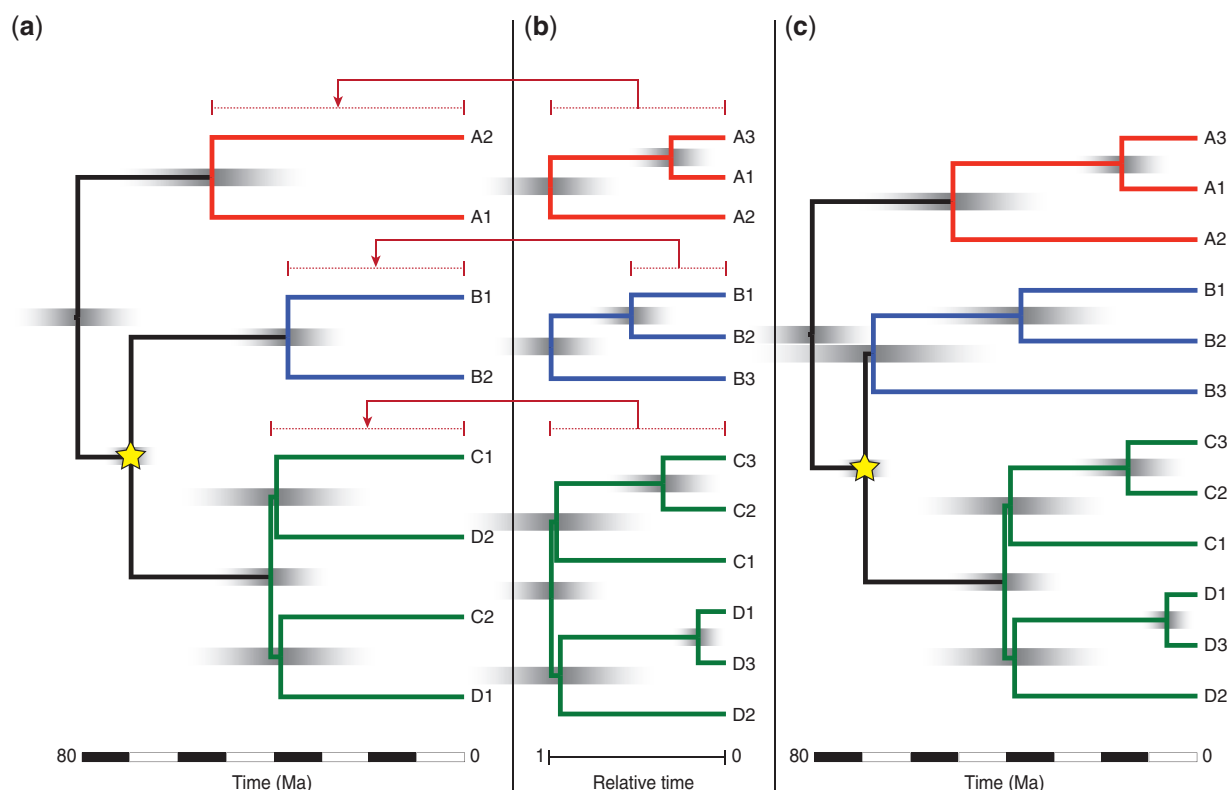 (a)
A2
A1
B1
B2
C1
D2
C2
D1
80
0
Time (Ma)
(b)
A3
A1
A2
B1
B2
B3
C3
C2
C1
D1
D3
D2
1
0
Relative time
(c)
A3
A1
A2
B1
B2
B3
C3
C2
C1
D1
D3
D2
80
0
Time (Ma)